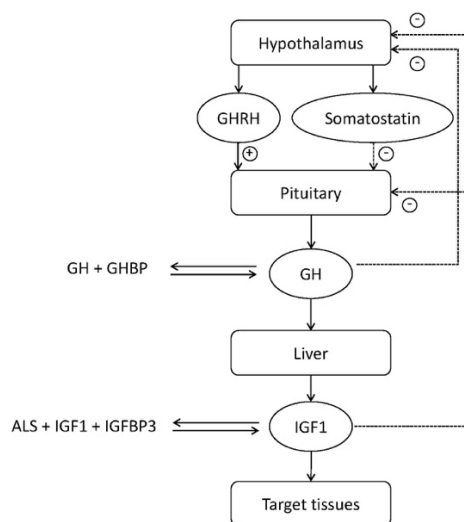 Hypothalamus
GHRH
Somatostatin
Pituitary
GH + GHBP
GH
Liver
ALS + IGF1 + IGFBP3
IGF1
Target tissues